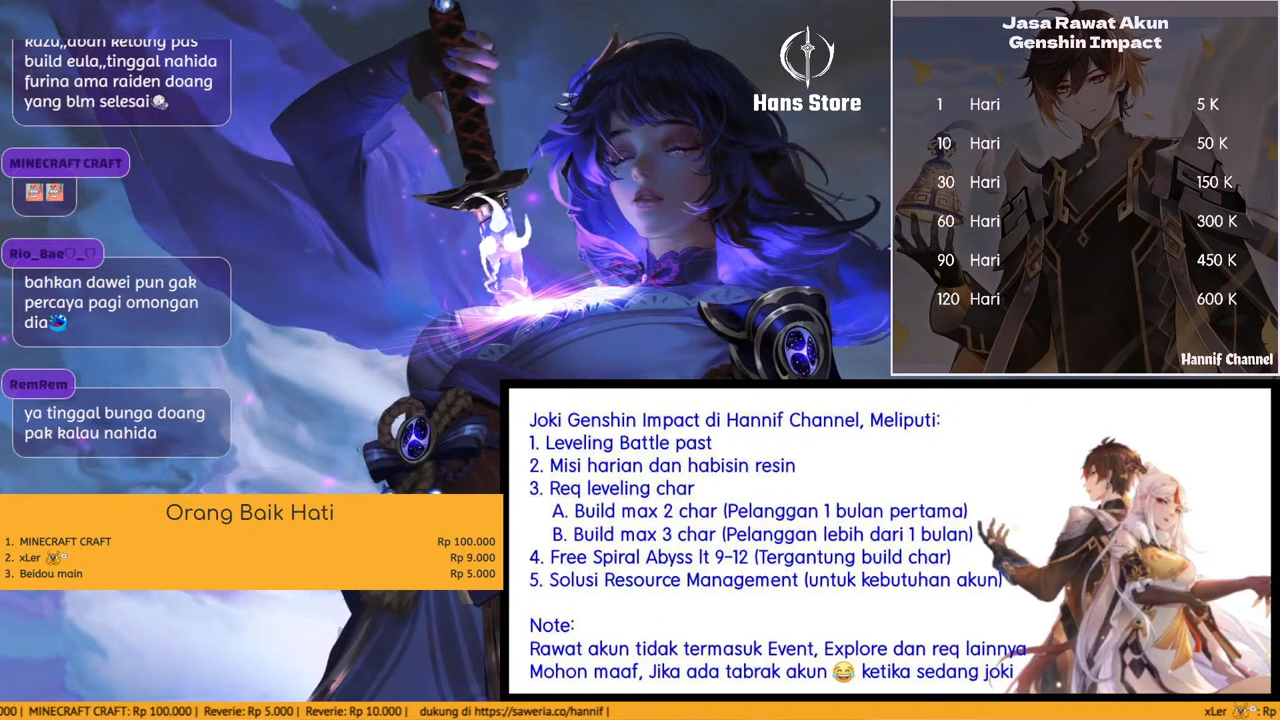 kazu,,abah keloing pas
build eula,,tinggal nahida
furina ama raiden doang
yang blm selesai
MINECRAFT CRAFT
Rio_Bae
bahkan dawei pun gak
percaya pagi omongan
dia
RemRem
ya tinggal bunga doang
pak kalau nahida
Hans Store
Jasa Rawat Akun
Genshin Impact
1 Hari 5 K
10 Hari 50 K
30 Hari 150 K
60 Hari 300 K
90 Hari 450 K
120 Hari 600 K
Hannif Channel
Orang Baik Hati
1. MINECRAFT CRAFT Rp 100.000
2. xLer Rp 9.000
3. Beidou main Rp 5.000
Joki Genshin Impact di Hannif Channel, Meliputi:
1. Leveling Battle past
2. Misi harian dan habisin resin
3. Req leveling char
A. Build max 2 char (Pelanggan 1 bulan pertama)
B. Build max 3 char (Pelanggan lebih dari 1 bulan)
4. Free Spiral Abyss lt 9-12 (Tergantung build char)
5. Solusi Resource Management (untuk kebutuhan akun)
Note:
Rawat akun tidak termasuk Event, Explore dan req lainnya
Mohon maaf, Jika ada tabrak akun 😂 ketika sedang joki
000 | MINECRAFT CRAFT: Rp 100.000 | Reverie: Rp 5.000 | Reverie: Rp 10.000 | dukung di https://saweria.co/hannif | xLer : Rp